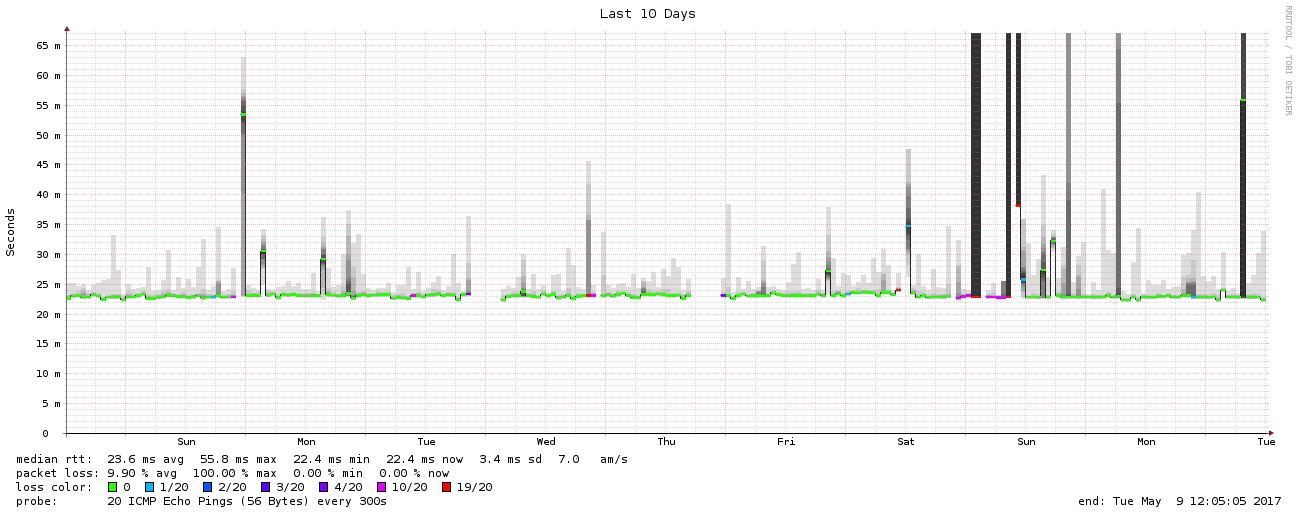 Last 10 Days
RRDTOOL / TOBI OETIKER
Seconds
65 m
60 m
55 m
50 m
45 m
40 m
35 m
30 m
25 m
20 m
15 m
10 m
5 m
0
Sun Mon Tue Wed Thu Fri Sat Sun Mon Tue
median rtt: 23.6 ms avg 55.8 ms max 22.4 ms min 22.4 ms now 3.4 ms sd 7.0 am/s
packet loss: 9.90 % avg 100.00 % max 0.00 % min 0.00 % now
loss color: 0 1/20 2/20 3/20 4/20 10/20 19/20
probe: 20 ICMP Echo Pings (56 Bytes) every 300s end: Tue May 9 12:05:05 2017